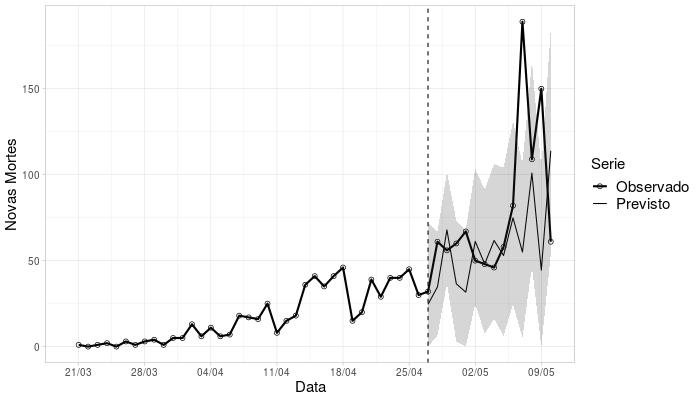 Novas Mortes
150
100
50
0
21/03 28/03 04/04 11/04 18/04 25/04 02/05 09/05
Data
Serie
Observado
Previsto